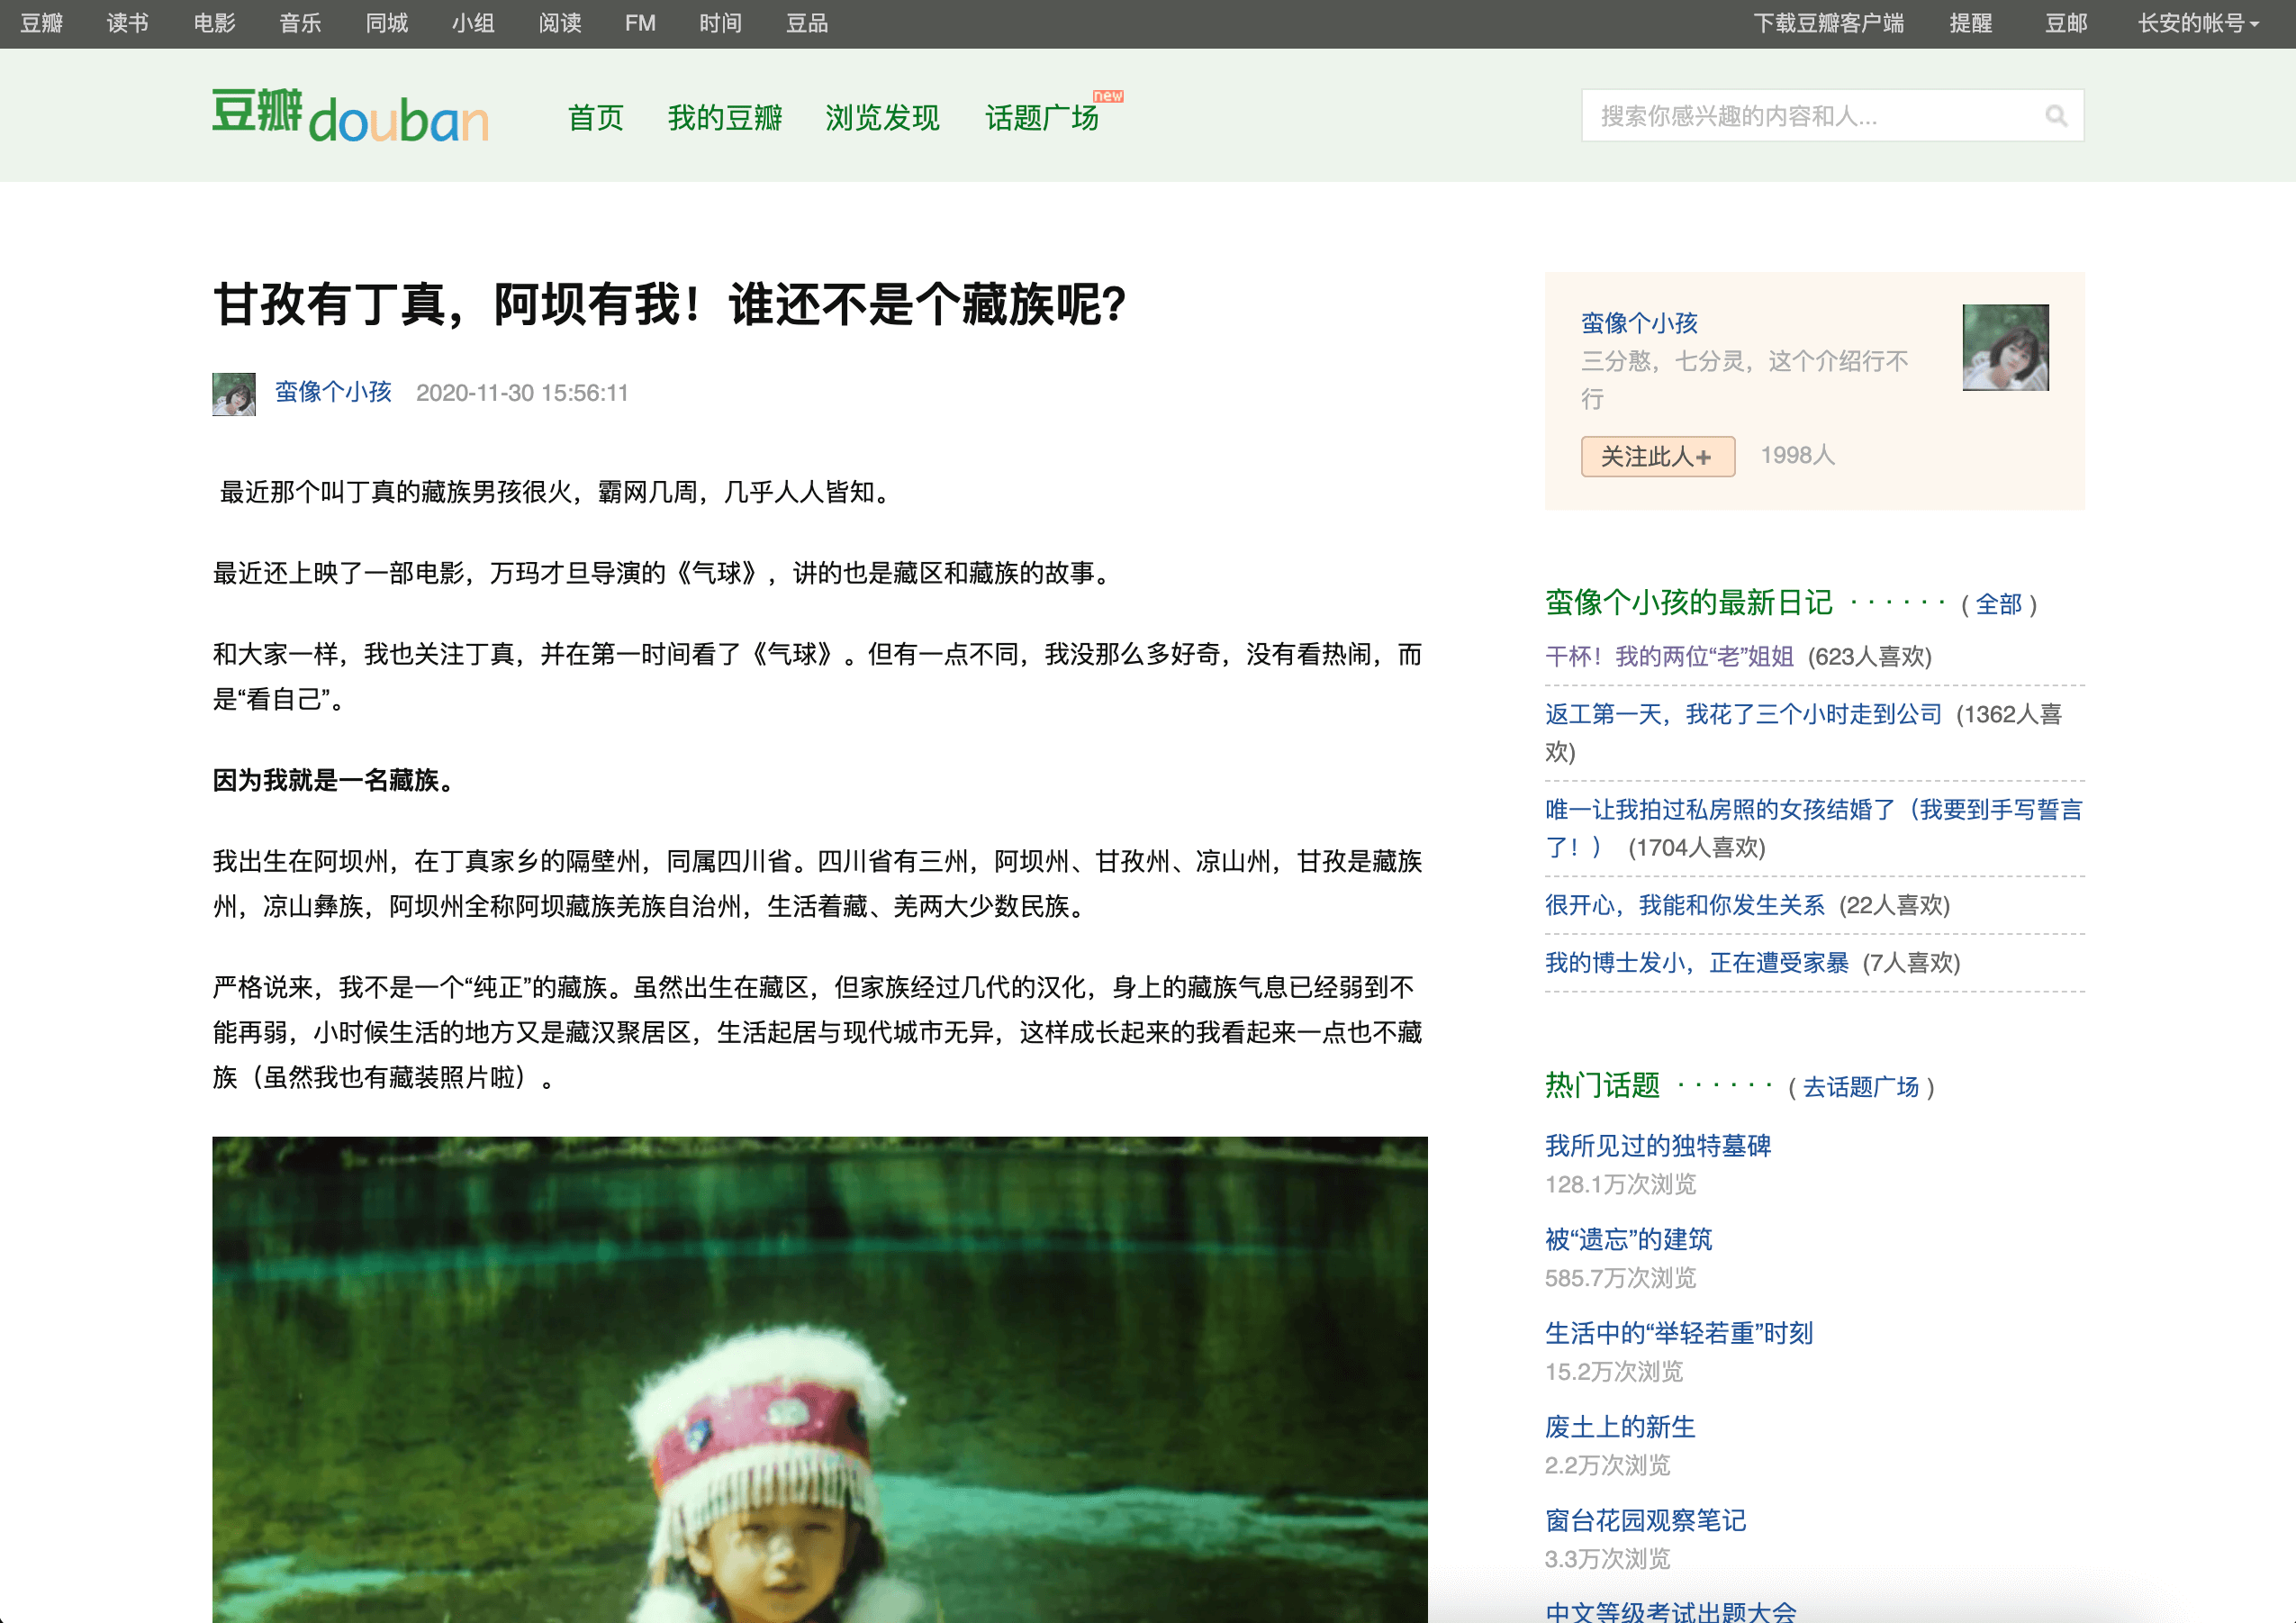 豆瓣 读书 电影 音乐 同城 小组 阅读 FM 时间 豆品 下载豆瓣客户端 提醒 豆邮 长安的帐号
豆瓣douban 首页 我的豆瓣 浏览发现 话题广场 new 搜索你感兴趣的内容和人...
甘孜有丁真，阿坝有我！谁还不是个藏族呢？
蛮像个小孩 2020-11-30 15:56:11
最近那个叫丁真的藏族男孩很火，霸网几周，几乎人人皆知。
最近还上映了一部电影，万玛才旦导演的《气球》，讲的也是藏区和藏族的故事。
和大家一样，我也关注丁真，并在第一时间看了《气球》。但有一点不同，我没那么多好奇，没有看热闹，而
是“看自己”。
因为我就是一名藏族。
我出生在阿坝州，在丁真家乡的隔壁州，同属四川省。四川省有三州，阿坝州、甘孜州、凉山州，甘孜是藏族
州，凉山彝族，阿坝州全称阿坝藏族羌族自治州，生活着藏、羌两大少数民族。
严格说来，我不是一个“纯正”的藏族。虽然出生在藏区，但家族经过几代的汉化，身上的藏族气息已经弱到不
能再弱，小时候生活的地方又是藏汉聚居区，生活起居与现代城市无异，这样成长起来的我看起来一点也不藏
族（虽然我也有藏装照片啦）。
蛮像个小孩
三分憨，七分灵，这个介绍行不
行
关注此人+ 1998人
蛮像个小孩的最新日记 · · · · · · ( 全部 )
干杯！我的两位“老”姐姐 (623人喜欢)
返工第一天，我花了三个小时走到公司 (1362人喜
欢)
唯一让我拍过私房照的女孩结婚了（我要到手写誓言
了！） (1704人喜欢)
很开心，我能和你发生关系 (22人喜欢)
我的博士发小，正在遭受家暴 (7人喜欢)
热门话题 · · · · · · ( 去话题广场 )
我所见过的独特墓碑
128.1万次浏览
被“遗忘”的建筑
585.7万次浏览
生活中的“举轻若重”时刻
15.2万次浏览
废土上的新生
2.2万次浏览
窗台花园观察笔记
3.3万次浏览
中文等级考试出题大会